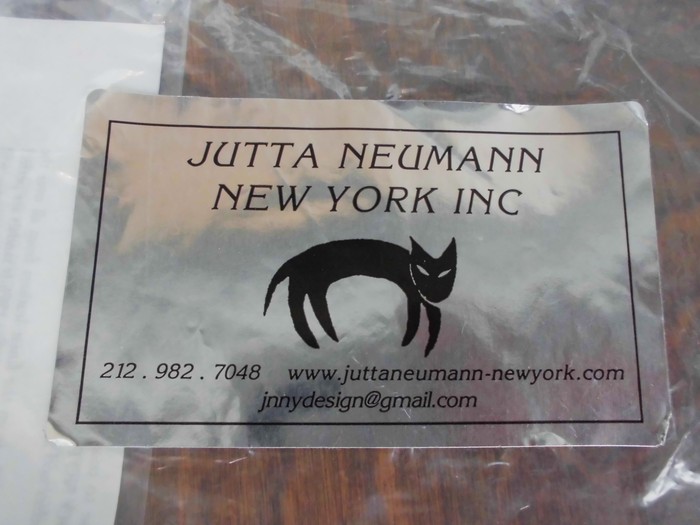 JUTTA NEUMANN
NEW YORK INC
212 . 982 . 7048 www.juttaneumann-newyork.com
jnnydesign@gmail.com